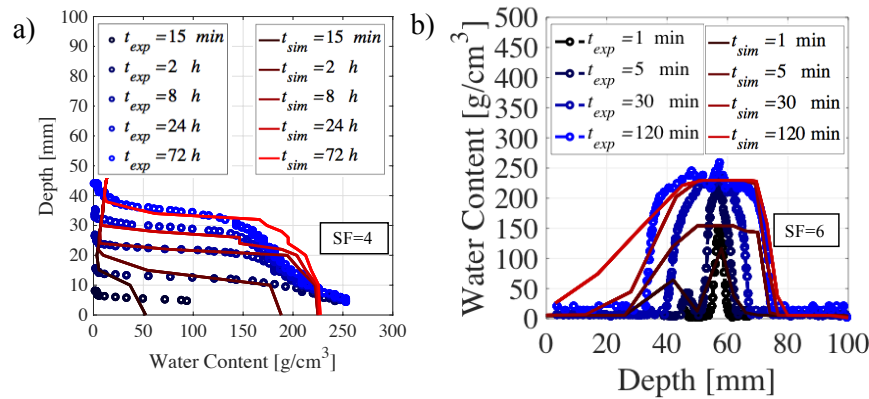 a)
100
90
80
70
60
50
40
30
20
10
0
Depth [mm]
0 50 100 150 200 250 300
Water Content [g/cm³]
t_exp =15 min
t_exp =2 h
t_exp =8 h
t_exp =24 h
t_exp =72 h
t_sim =15 min
t_sim =2 h
t_sim =8 h
t_sim =24 h
t_sim =72 h
SF=4
b)
500
450
400
350
300
250
200
150
100
50
0
Water Content [g/cm³]
0 20 40 60 80 100
Depth [mm]
t_exp =1 min
t_exp =5 min
t_exp =30 min
t_exp =120 min
t_sim =1 min
t_sim =5 min
t_sim =30 min
t_sim =120 min
SF=6